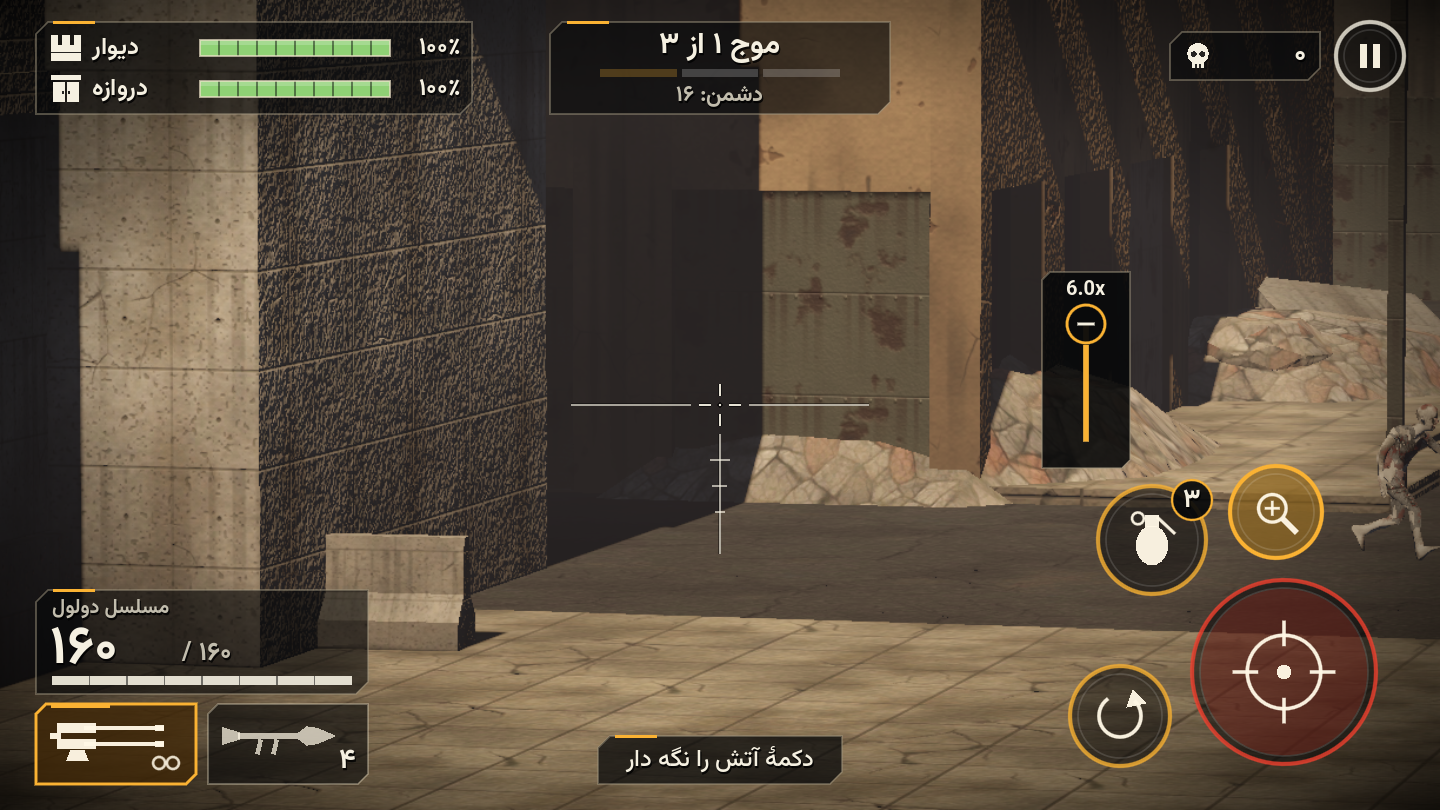 دیوار ۱۰۰٪
دروازه ۱۰۰٪
موج ۱ از ۳
دشمن: ۱۶
۰
6.0x
۳
مسلسل دولول
۱۶۰ / ۱۶۰
∞
۴
دکمهٔ آتش را نگه دار